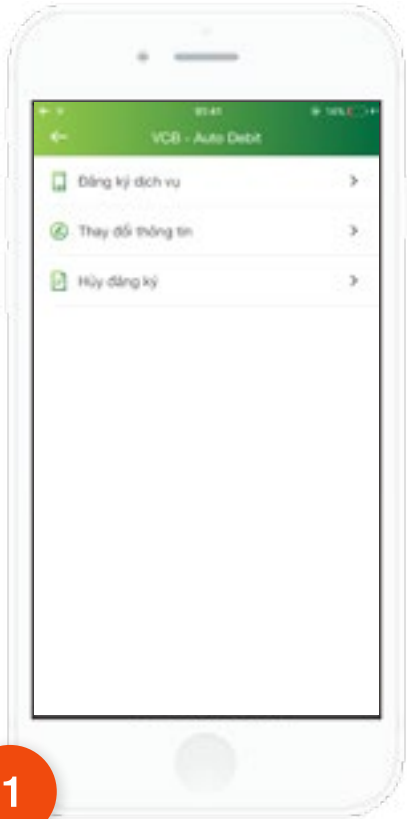 VCB - Auto Debit
Đăng ký dịch vụ
Thay đổi thông tin
Hủy đăng ký
1